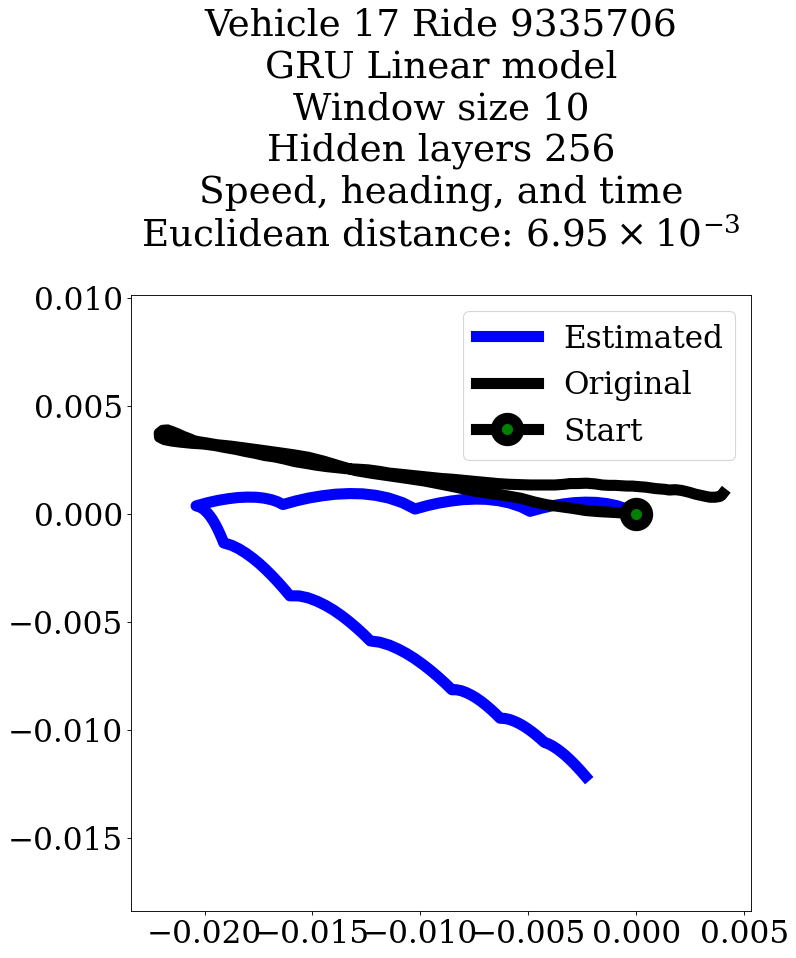 Vehicle 17 Ride 9335706
GRU Linear model
Window size 10
Hidden layers 256
Speed, heading, and time
Euclidean distance: 6.95 × 10⁻³
Estimated
Original
Start
0.010
0.005
0.000
−0.005
−0.010
−0.015
−0.020 −0.015 −0.010 −0.005 0.000 0.005